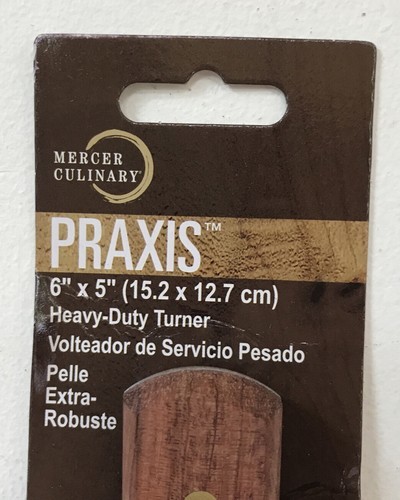 MERCER
CULINARY®
PRAXIS™
6" x 5" (15.2 x 12.7 cm)
Heavy-Duty Turner
Volteador de Servicio Pesado
Pelle
Extra-
Robuste